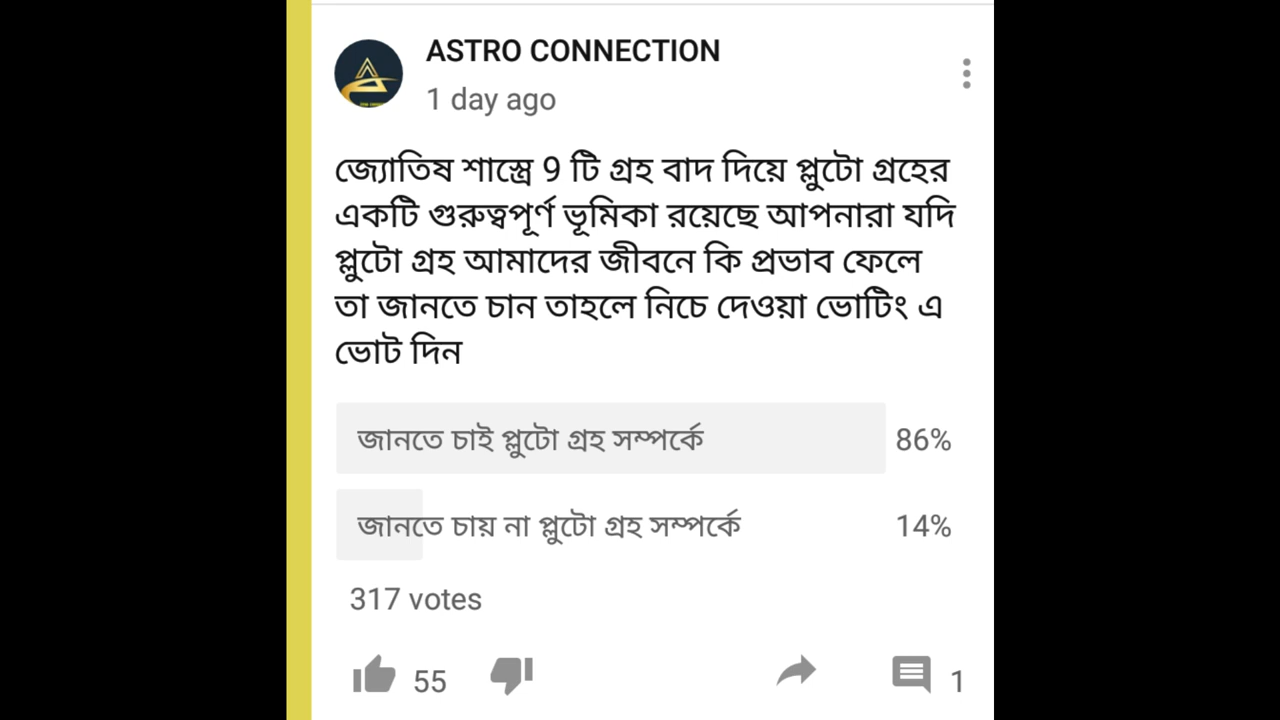 ASTRO CONNECTION
1 day ago
জ্যোতিষ শাস্ত্রে 9 টি গ্রহ বাদ দিয়ে প্লুটো গ্রহের
একটি গুরুত্বপূর্ণ ভূমিকা রয়েছে আপনারা যদি
প্লুটো গ্রহ আমাদের জীবনে কি প্রভাব ফেলে
তা জানতে চান তাহলে নিচে দেওয়া ভোটিং এ
ভোট দিন
জানতে চাই প্লুটো গ্রহ সম্পর্কে 86%
জানতে চায় না প্লুটো গ্রহ সম্পর্কে 14%
317 votes
55 1